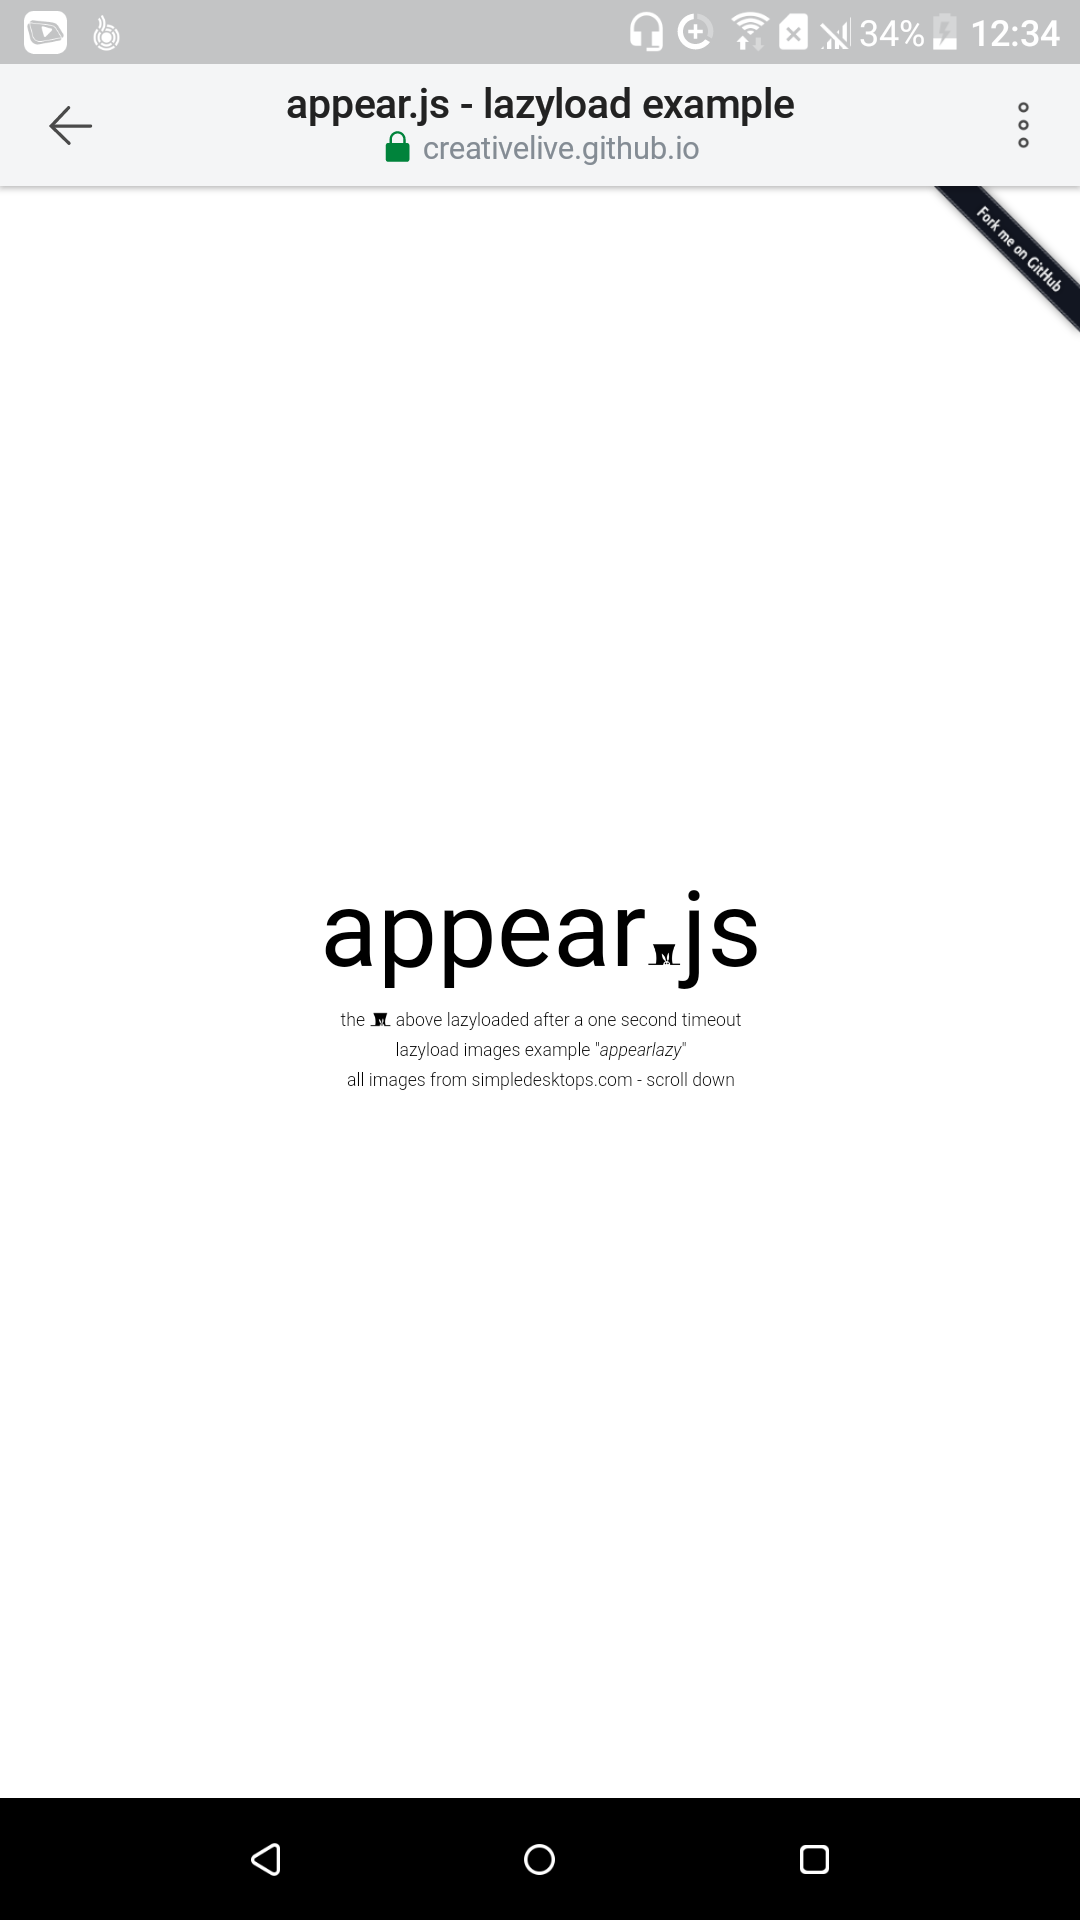 34% 12:34
appear.js - lazyload example
creativelive.github.io
Fork me on GitHub
appear.js
the above lazyloaded after a one second timeout
lazyload images example "appearlazy"
all images from simpledesktops.com - scroll down